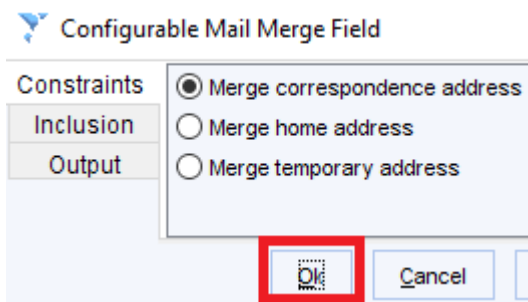 Configurable Mail Merge Field
Constraints
Inclusion
Output
Merge correspondence address
Merge home address
Merge temporary address
Ok
Cancel